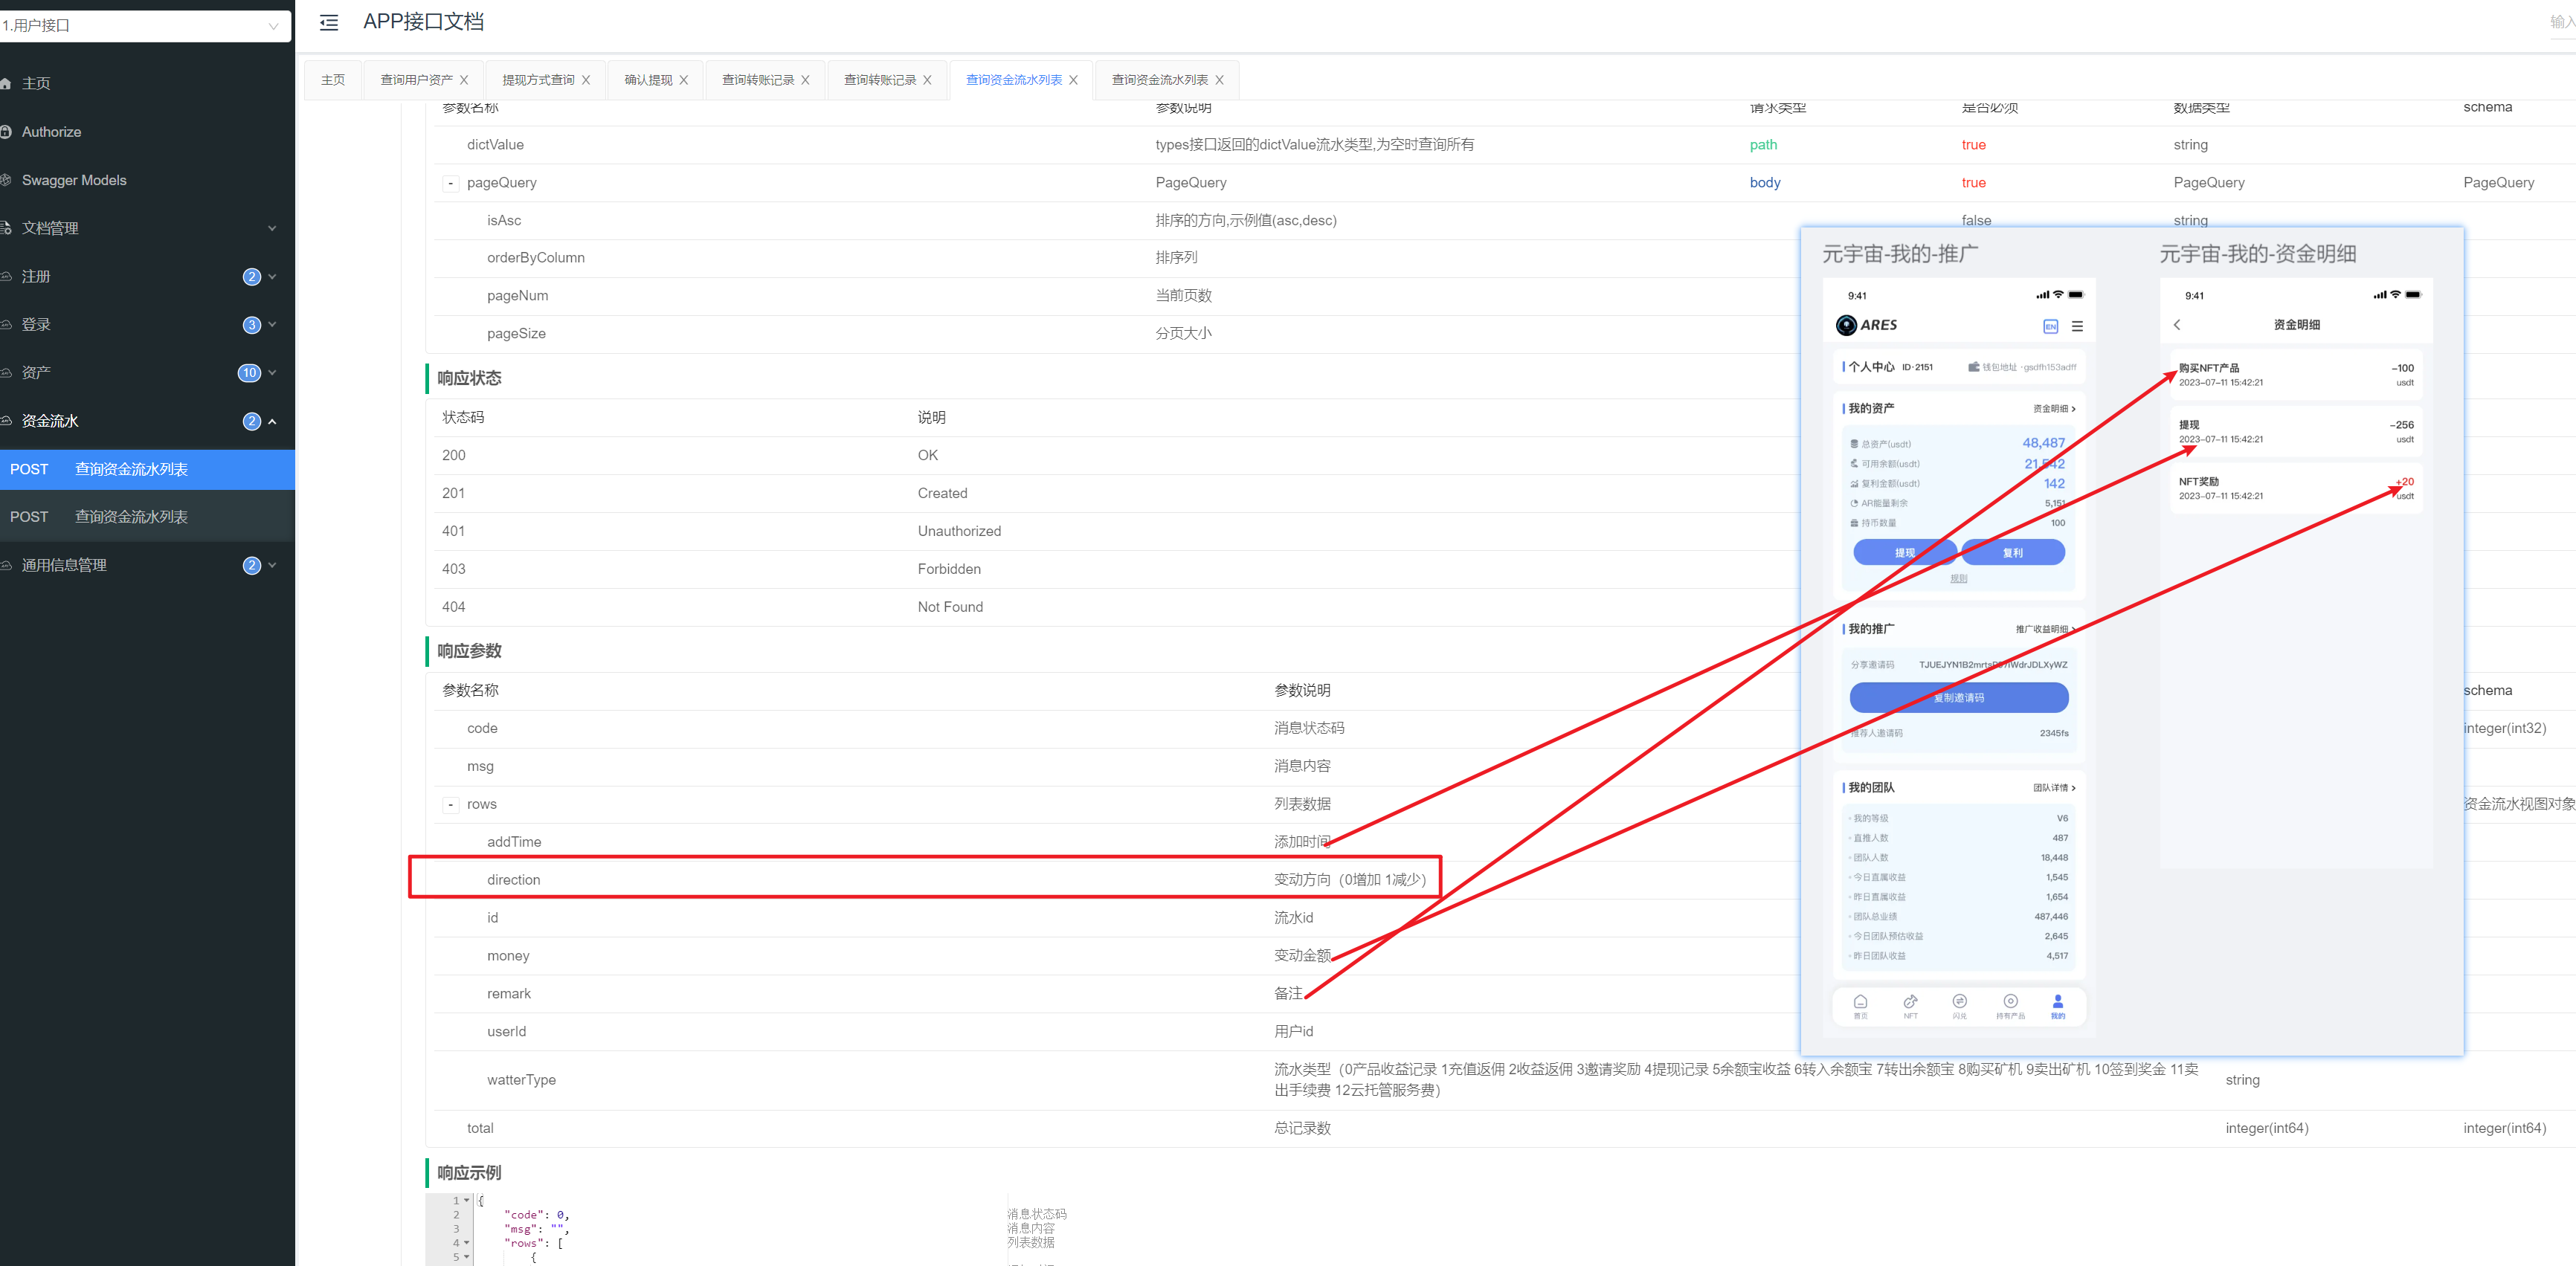 1.用户接口
APP接口文档
输入
主页
Authorize
Swagger Models
文档管理
注册 2
登录 3
资产 10
资金流水 2
POST 查询资金流水列表
POST 查询资金流水列表
通用信息管理 2
主页 查询用户资产 X 提现方式查询 X 确认提现 X 查询转账记录 X 查询转账记录 X 查询资金流水列表 X 查询资金流水列表 X
参数名称 参数说明 请求类型 是否必须 数据类型 schema
dictValue types接口返回的dictValue流水类型,为空时查询所有 path true string
- pageQuery PageQuery body true PageQuery PageQuery
isAsc 排序的方向,示例值(asc,desc) false string
orderByColumn 排序列
pageNum 当前页数
pageSize 分页大小
响应状态
状态码 说明
200 OK
201 Created
401 Unauthorized
403 Forbidden
404 Not Found
响应参数
参数名称 参数说明 schema
code 消息状态码 integer(int32)
msg 消息内容
- rows 列表数据 资金流水视图对象
addTime 添加时间
direction 变动方向（0增加 1减少）
id 流水id
money 变动金额
remark 备注
userId 用户id
watterType 流水类型（0产品收益记录 1充值返佣 2收益返佣 3邀请奖励 4提现记录 5余额宝收益 6转入余额宝 7转出余额宝 8购买矿机 9卖出矿机 10签到奖金 11卖
出手续费 12云托管服务费） string
total 总记录数 integer(int64) integer(int64)
响应示例
1 {
2 "code": 0, 消息状态码
3 "msg": "", 消息内容
4 "rows": [ 列表数据
5 {
元宇宙-我的-推广
9:41
ARES
EN
个人中心 ID·2151 钱包地址·gsdfh153adff
我的资产 资金明细 >
总资产(usdt) 48,487
可用余额(usdt) 21,542
复利金额(usdt) 142
AR能量剩余 5,151
持币数量 100
提现 复利
规则
我的推广 推广收益明细 >
分享邀请码
复制邀请码
推荐人邀请码 2345fs
我的团队 团队详情 >
我的等级 V6
直推人数 487
团队人数 18,448
今日直属收益 1,545
昨日直属收益 1,654
团队总业绩 487,446
今日团队预估收益 2,645
昨日团队收益 4,517
首页 NFT 闪兑 持有产品 我的
元宇宙-我的-资金明细
9:41
资金明细
购买NFT产品 -100
2023-07-11 15:42:21 usdt
提现 -256
2023-07-11 15:42:21 usdt
NFT奖励 +20
2023-07-11 15:42:21 usdt